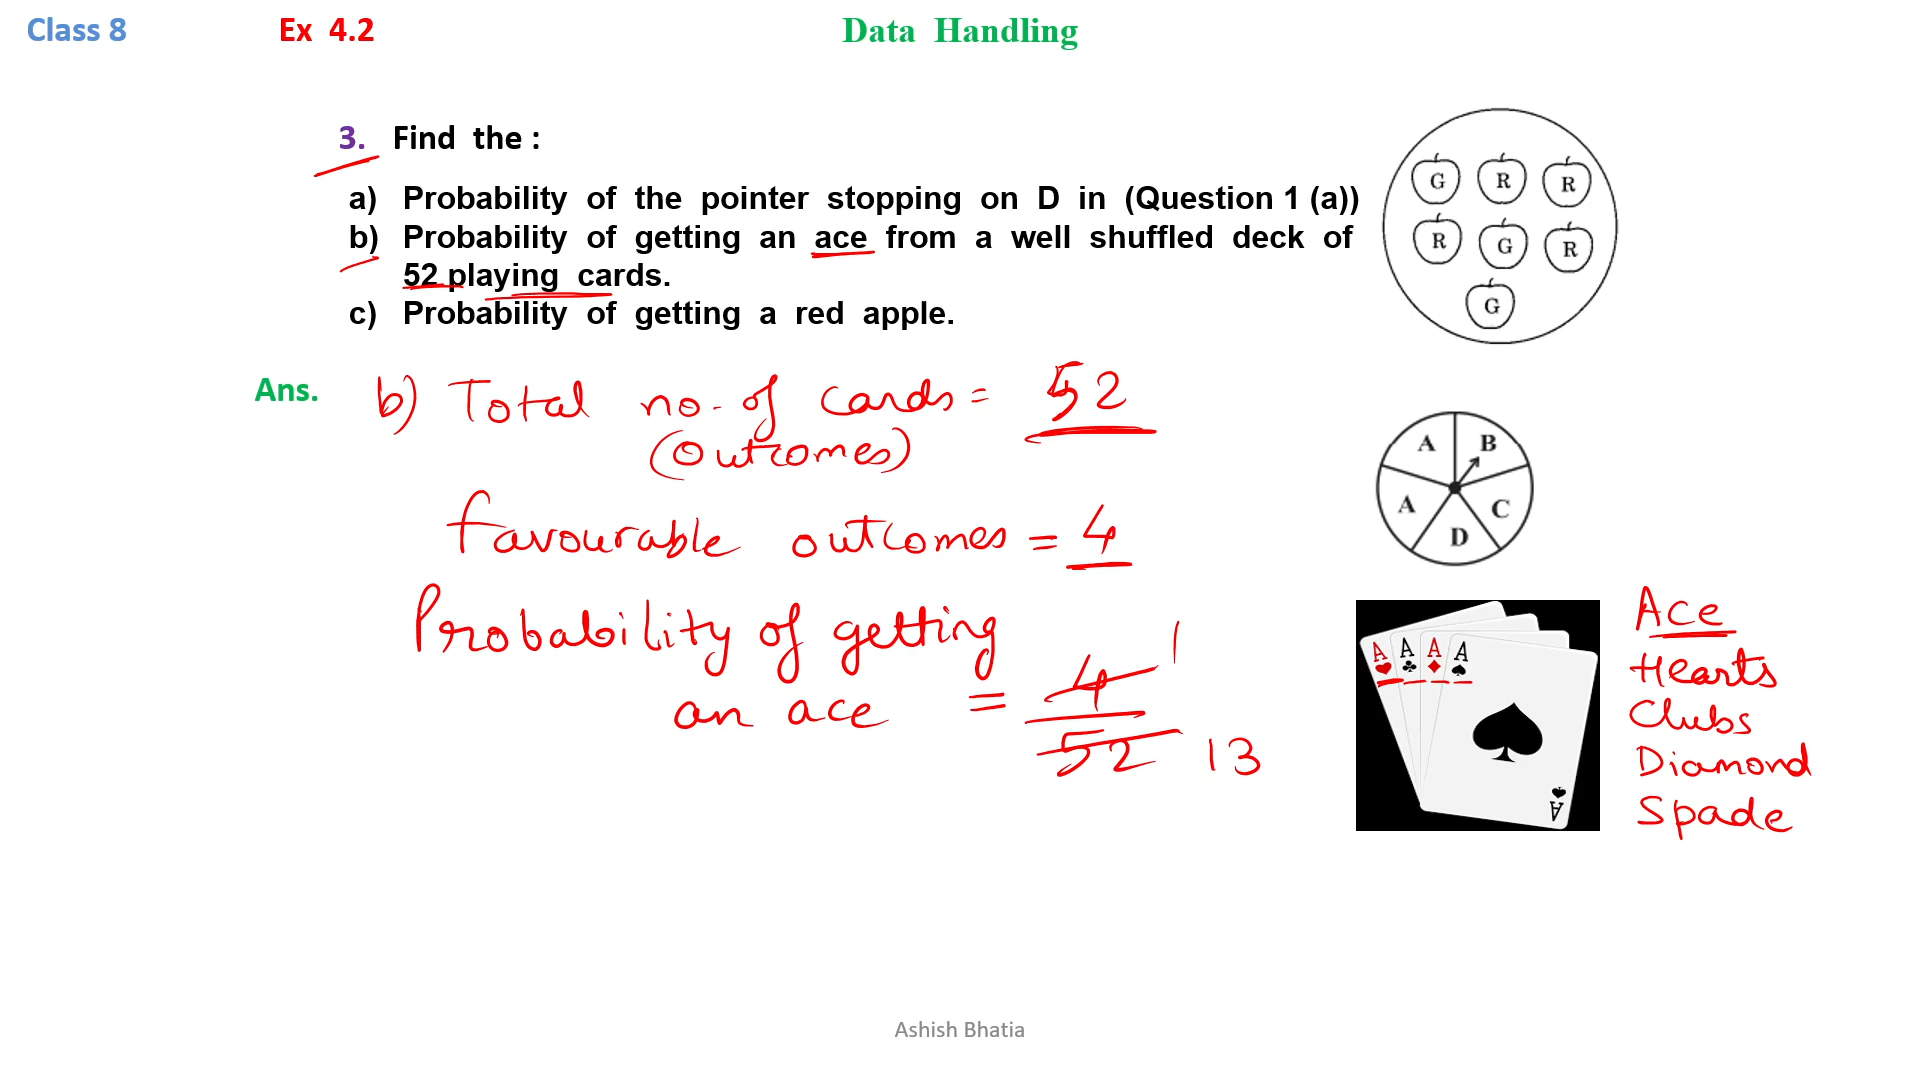 Class 8 Ex 4.2 Data Handling
3. Find the :
a) Probability of the pointer stopping on D in (Question 1 (a))
b) Probability of getting an ace from a well shuffled deck of
52 playing cards.
c) Probability of getting a red apple.
G R R
R G R
G
Ans. b) Total no. of cards = 52
(outcomes)
favourable outcomes = 4
Probability of getting
an ace = 4 1
52 13
A B
A C
D
A A A A
A
Ace
Hearts
Clubs
Diamond
Spade
Ashish Bhatia